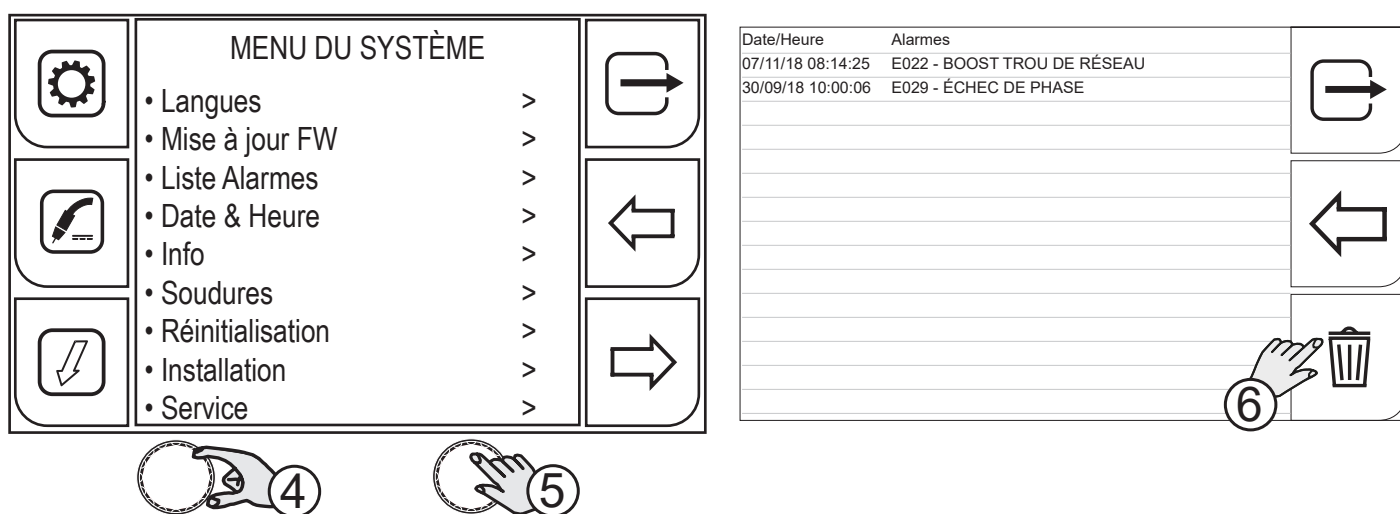 MENU DU SYSTÈME
• Langues >
• Mise à jour FW >
• Liste Alarmes >
• Date & Heure >
• Info >
• Soudures >
• Réinitialisation >
• Installation >
• Service >
4
5
Date/Heure Alarmes
07/11/18 08:14:25 E022 - BOOST TROU DE RÉSEAU
30/09/18 10:00:06 E029 - ÉCHEC DE PHASE
6